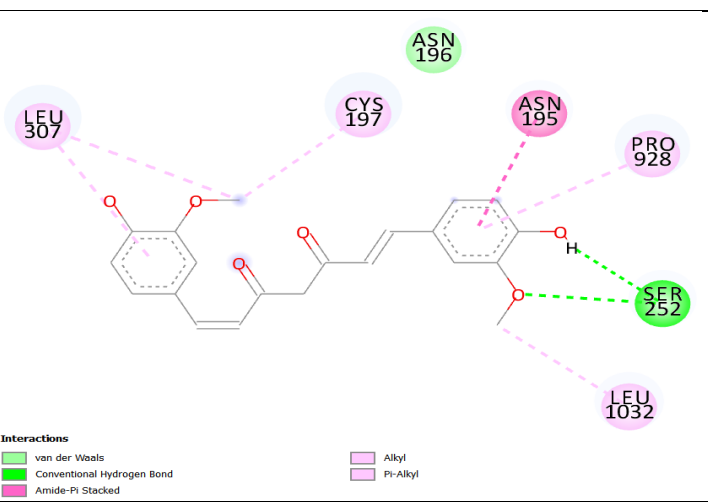 ASN
196
ASN
195
CYS
197
LEU
307
PRO
928
O
O
O
O
O
H
O
SER
252
LEU
1032
Interactions
van der Waals
Conventional Hydrogen Bond
Amide-Pi Stacked
Alkyl
Pi-Alkyl